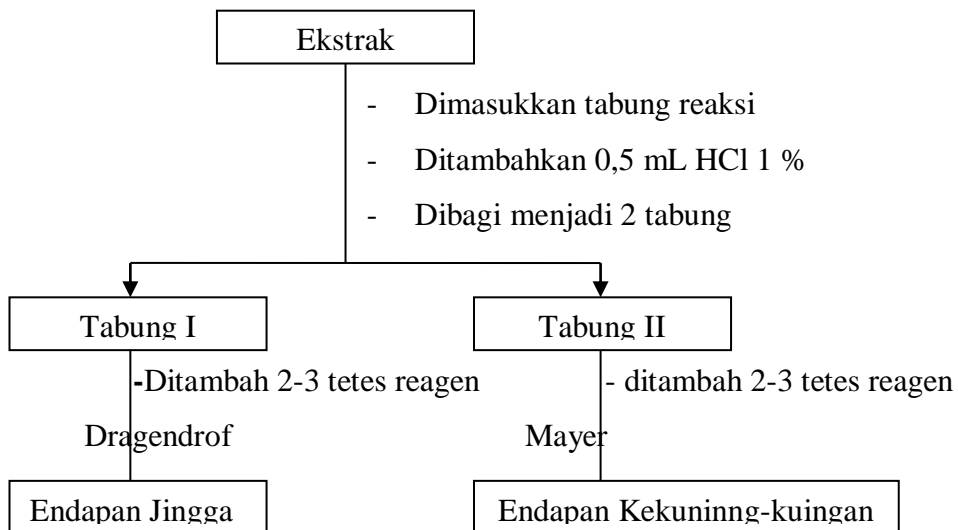 Ekstrak
- Dimasukkan tabung reaksi
- Ditambahkan 0,5 mL HCl 1 %
- Dibagi menjadi 2 tabung
Tabung I
Tabung II
-Ditambah 2-3 tetes reagen
Dragendrof
- ditambah 2-3 tetes reagen
Mayer
Endapan Jingga
Endapan Kekuninng-kuingan